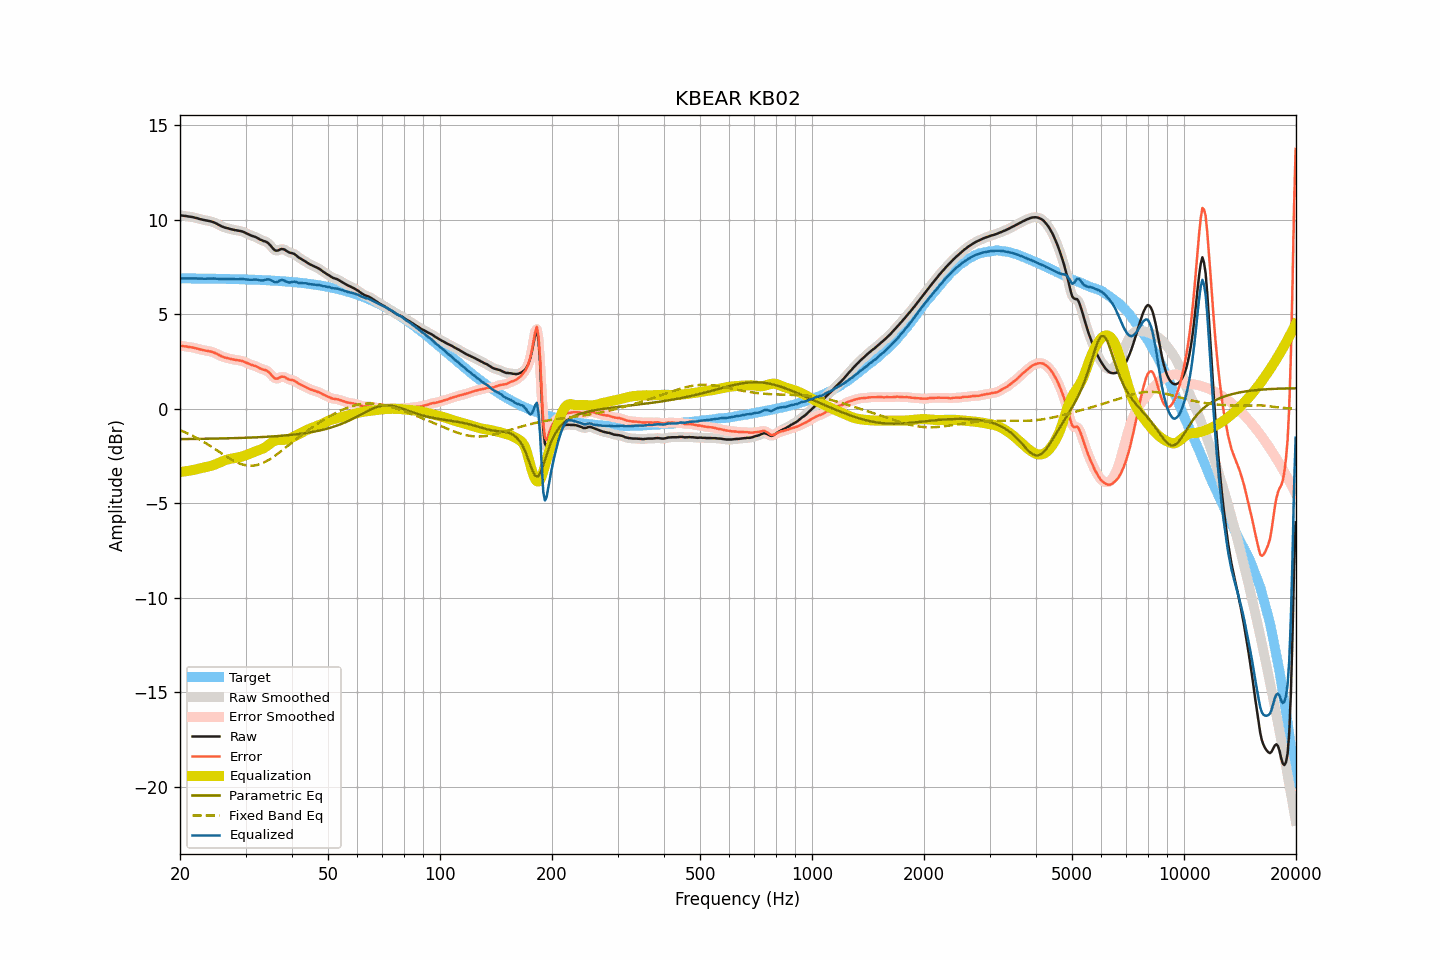 KBEAR KB02
15
10
5
0
−5
−10
−15
−20
Amplitude (dBr)
Target
Raw Smoothed
Error Smoothed
Raw
Error
Equalization
Parametric Eq
Fixed Band Eq
Equalized
20 50 100 200 500 1000 2000 5000 10000 20000
Frequency (Hz)